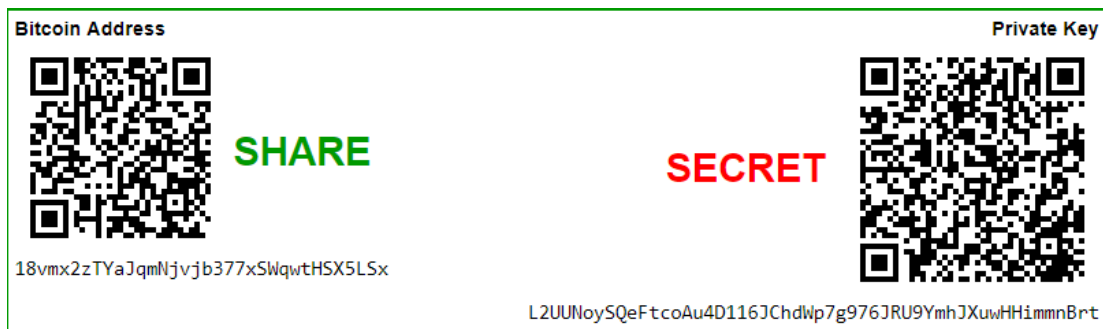 Bitcoin Address
Private Key
SHARE
SECRET
18vmx2zTYaJqmNjvjb377xSWqwtHSX5LSx
L2UUNoySQeFtcoAu4D116JChdWp7g976JRU9YmhJXuwHHimmnBrt